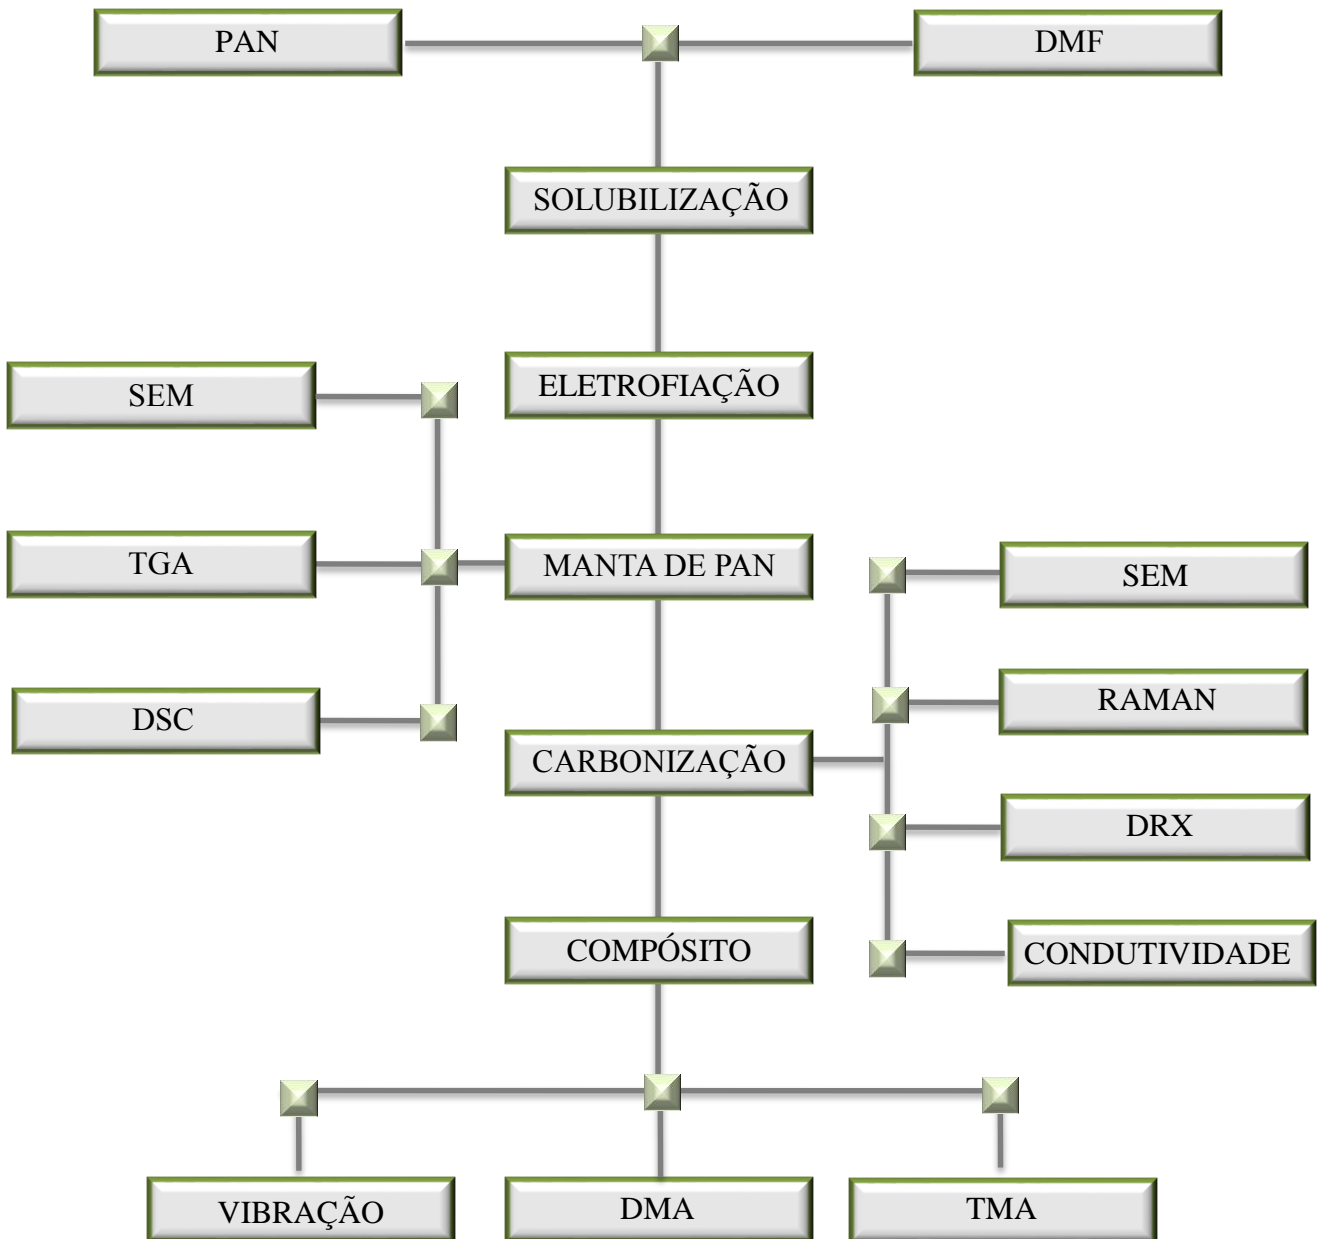 PAN
DMF
SOLUBILIZAÇÃO
ELETROFIAÇÃO
SEM
TGA
MANTA DE PAN
DSC
SEM
RAMAN
CARBONIZAÇÃO
DRX
COMPÓSITO
CONDUTIVIDADE
VIBRAÇÃO
DMA
TMA